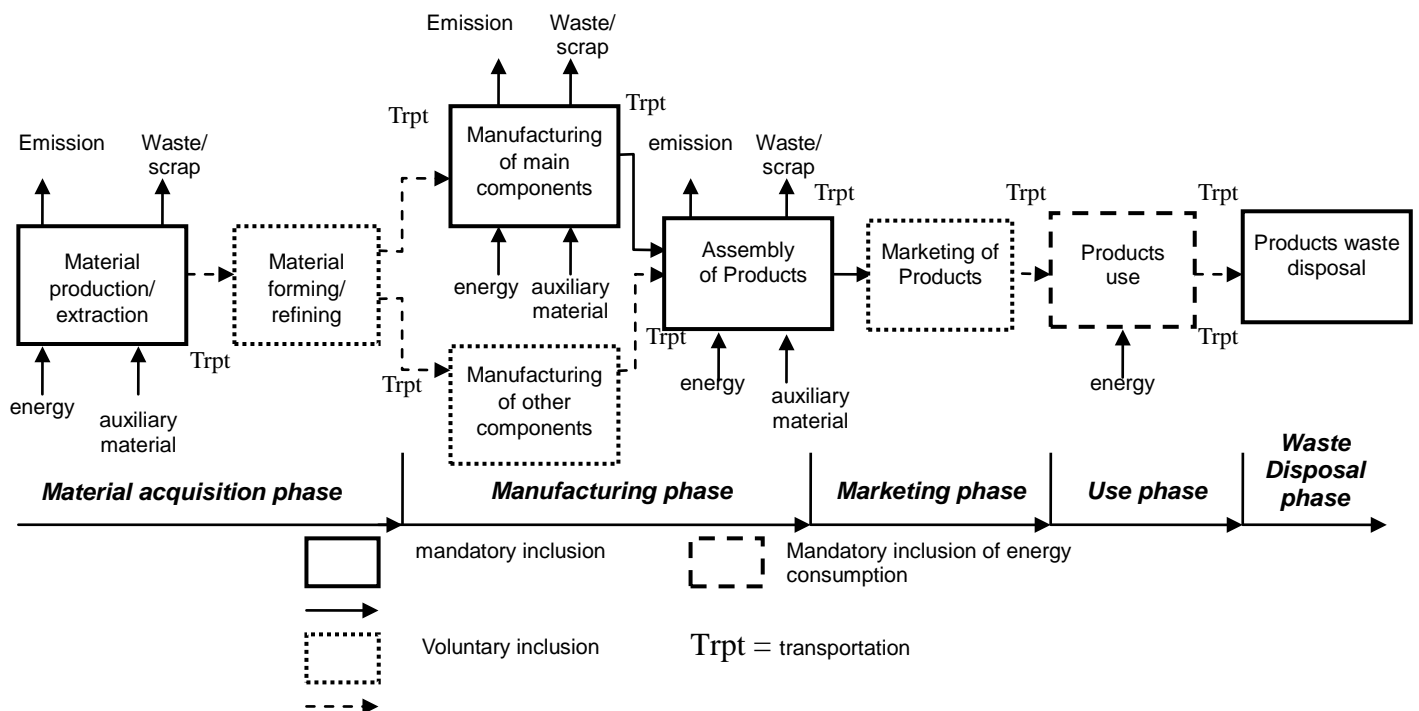 Emission
Waste/
scrap
Trpt
Trpt
Manufacturing
of main
components
Emission
Waste/
scrap
emission
Waste/
scrap
Trpt
Trpt
Trpt
Material
production/
extraction
Material
forming/
refining
energy
auxiliary
material
Assembly
of Products
Marketing of
Products
Products
use
Products waste
disposal
Trpt
Trpt
Trpt
Trpt
energy
auxiliary
material
Manufacturing
of other
components
energy
auxiliary
material
energy
Material acquisition phase
Manufacturing phase
Marketing phase
Use phase
Waste
Disposal
phase
mandatory inclusion
Mandatory inclusion of energy
consumption
Voluntary inclusion
Trpt = transportation